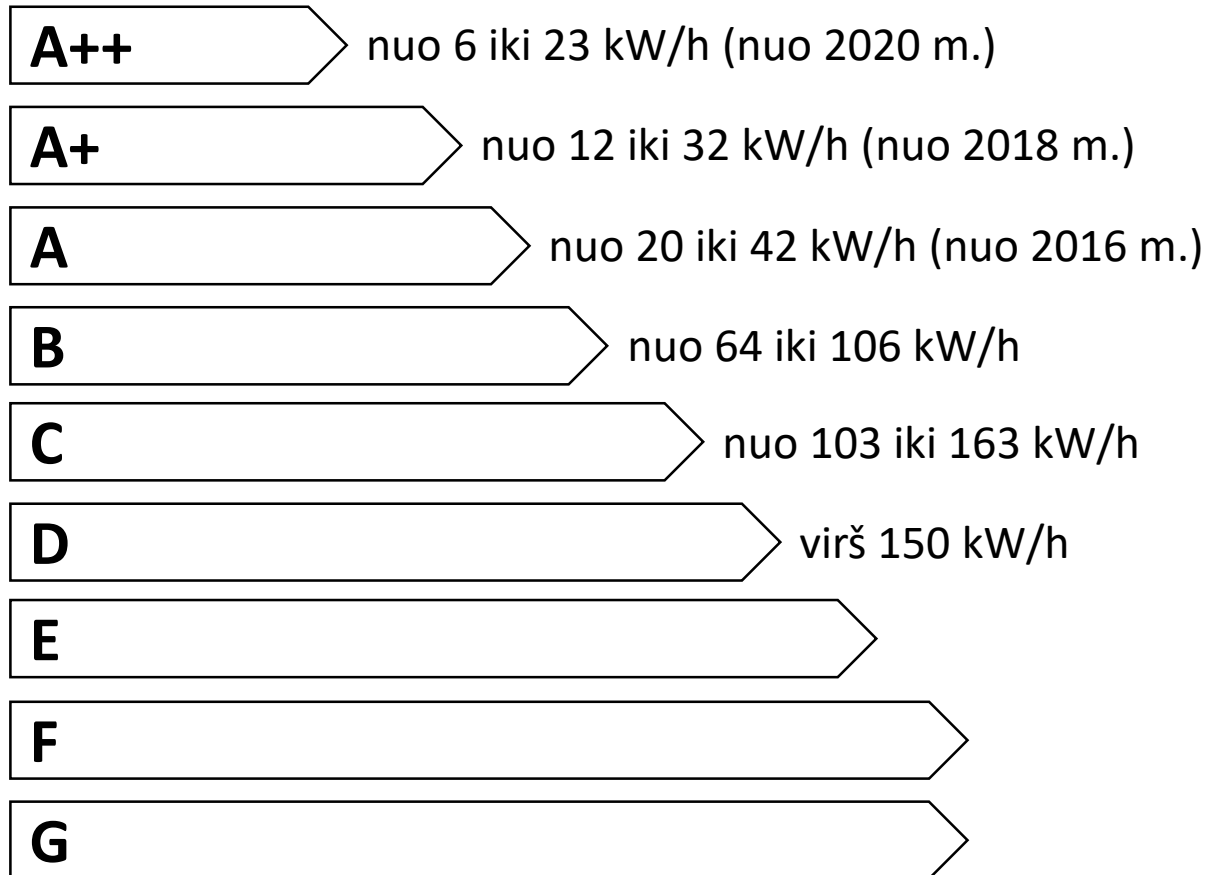 A++ nuo 6 iki 23 kW/h (nuo 2020 m.)
A+ nuo 12 iki 32 kW/h (nuo 2018 m.)
A nuo 20 iki 42 kW/h (nuo 2016 m.)
B nuo 64 iki 106 kW/h
C nuo 103 iki 163 kW/h
D virš 150 kW/h
E
F
G